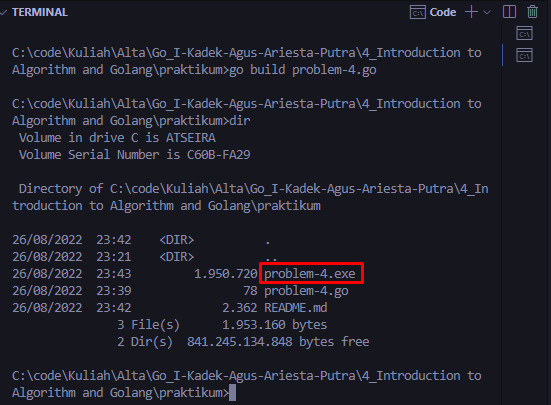 TERMINAL
Code
C:\code\Kuliah\Alta\Go_I-Kadek-Agus-Ariesta-Putra\4_Introduction to
Algorithm and Golang\praktikum>go build problem-4.go
C:\code\Kuliah\Alta\Go_I-Kadek-Agus-Ariesta-Putra\4_Introduction to
Algorithm and Golang\praktikum>dir
Volume in drive C is ATSEIRA
Volume Serial Number is C60B-FA29
Directory of C:\code\Kuliah\Alta\Go_I-Kadek-Agus-Ariesta-Putra\4_In
troduction to Algorithm and Golang\praktikum
26/08/2022  23:42    <DIR>          .
26/08/2022  23:21    <DIR>          ..
26/08/2022  23:43         1.950.720 problem-4.exe
26/08/2022  23:39                78 problem-4.go
26/08/2022  23:42             2.362 README.md
3 File(s)      1.953.160 bytes
2 Dir(s)  841.245.134.848 bytes free
C:\code\Kuliah\Alta\Go_I-Kadek-Agus-Ariesta-Putra\4_Introduction to
Algorithm and Golang\praktikum>